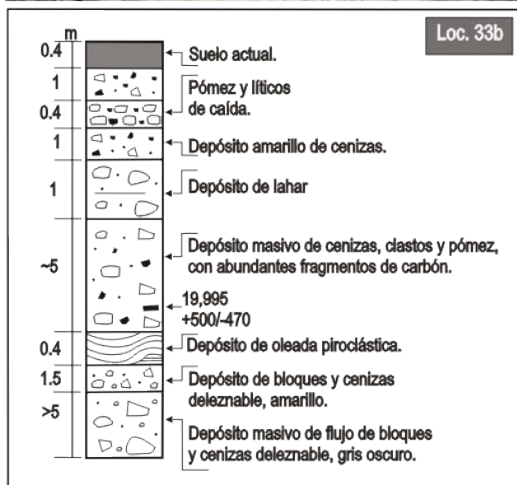 m
Loc. 33b
0.4
Suelo actual.
1
Pómez y líticos
de caída.
0.4
1
Depósito amarillo de cenizas.
1
Depósito de lahar
~5
Depósito masivo de cenizas, clastos y pómez,
con abundantes fragmentos de carbón.
19,995
+500/-470
0.4
Depósito de oleada piroclástica.
1.5
Depósito de bloques y cenizas
deleznable, amarillo.
>5
Depósito masivo de flujo de bloques
y cenizas deleznable, gris oscuro.